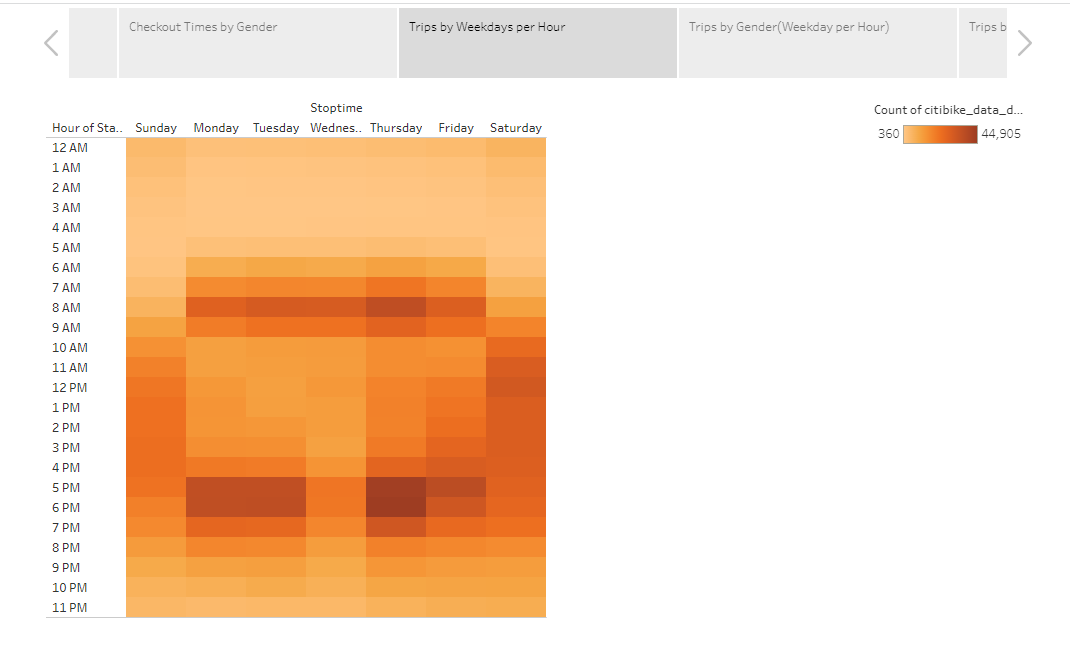 Checkout Times by Gender
Trips by Weekdays per Hour
Trips by Gender(Weekday per Hour)
Trips b
Stoptime
Count of citibike_data_d...
Hour of Sta.. Sunday Monday Tuesday Wednes.. Thursday Friday Saturday
360 44,905
12 AM
1 AM
2 AM
3 AM
4 AM
5 AM
6 AM
7 AM
8 AM
9 AM
10 AM
11 AM
12 PM
1 PM
2 PM
3 PM
4 PM
5 PM
6 PM
7 PM
8 PM
9 PM
10 PM
11 PM